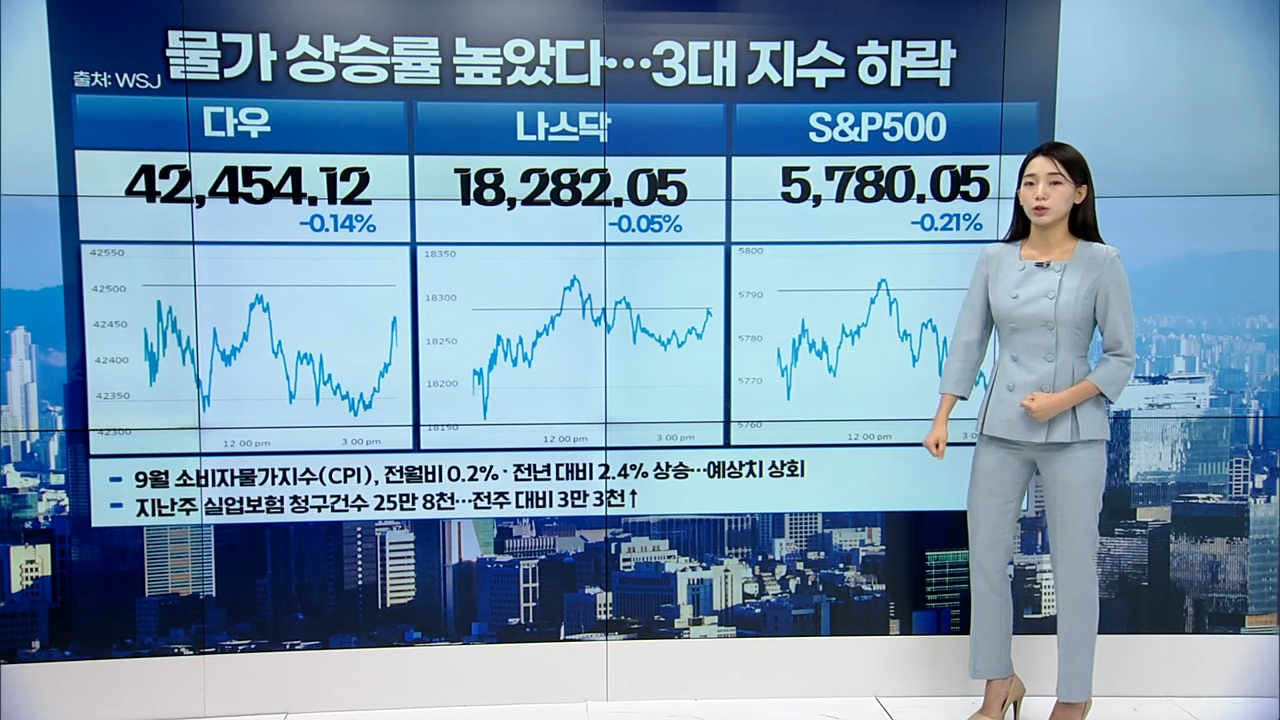 물가 상승률 높았다…3대 지수 하락
출처: WSJ
다우 나스닥 S&P500
42,454.12 18,282.05 5,780.05
-0.14% -0.05% -0.21%
42550 18350 5800
42500 18300 5790
42450 18250 5780
42400 18200 5770
42350 18150 5760
42300
12 00 pm 3 00 pm 12 00 pm 3 00 pm 12 00 pm 3 0
- 9월 소비자물가지수(CPI), 전월비 0.2%·전년 대비 2.4% 상승…예상치 상회
- 지난주 실업보험 청구건수 25만 8천…전주 대비 3만 3천↑